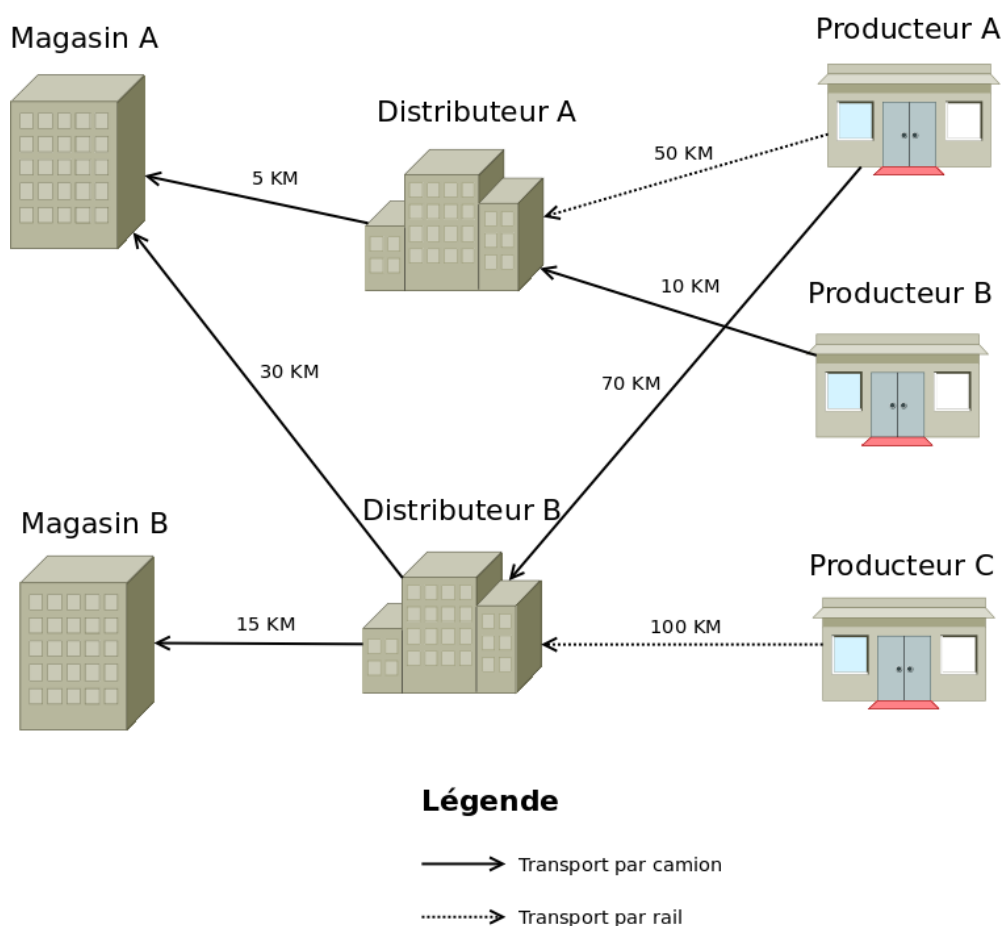 Magasin A
Producteur A
Distributeur A
50 KM
5 KM
10 KM
Producteur B
30 KM
70 KM
Distributeur B
Magasin B
Producteur C
15 KM
100 KM
Légende
Transport par camion
Transport par rail